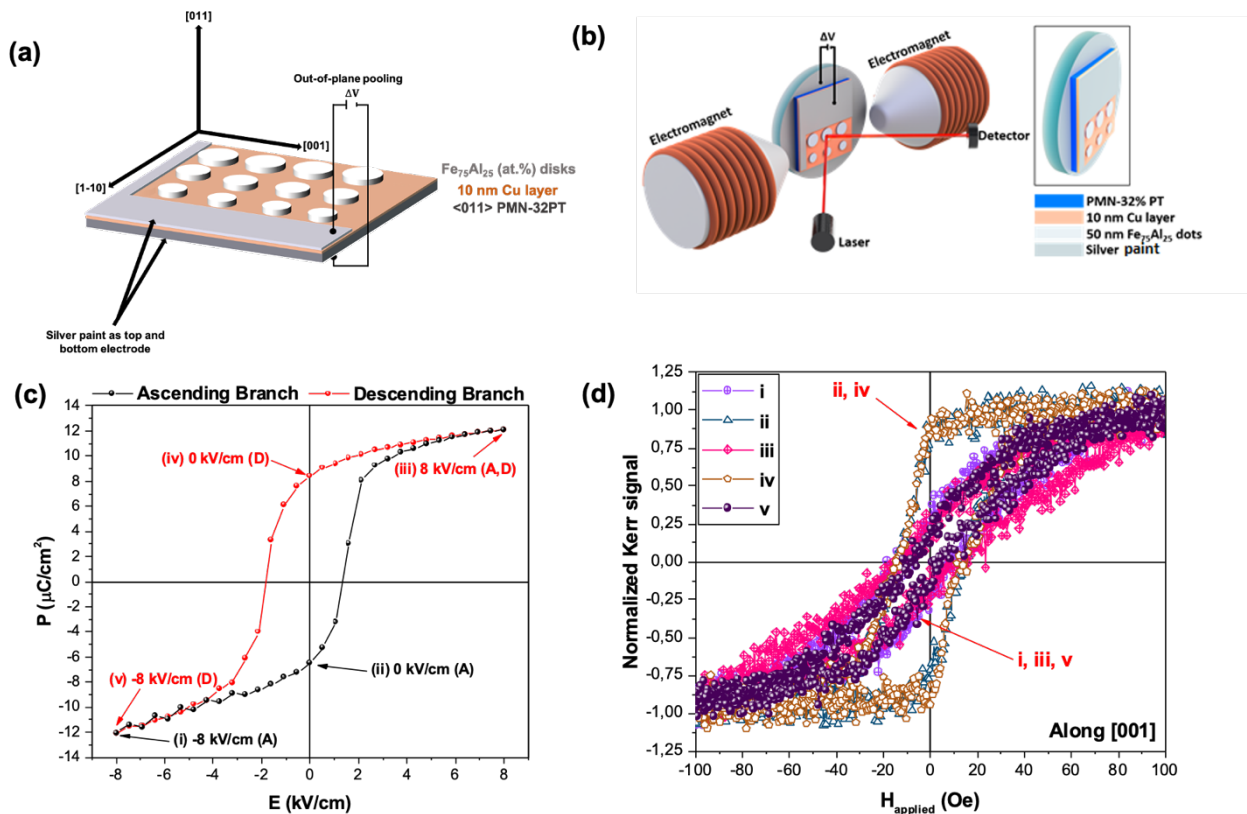 (a)
[011]
Out-of-plane pooling
ΔV
[001]
[1-10]
Fe75Al25 (at.%) disks
10 nm Cu layer
<011> PMN-32PT
Silver paint as top and
bottom electrode
(b)
ΔV
Electromagnet
Electromagnet
Detector
Laser
PMN-32% PT
10 nm Cu layer
50 nm Fe75Al25 dots
Silver paint
(c)
Ascending Branch
Descending Branch
14
12
10
8
6
4
2
0
-2
-4
-6
-8
-10
-12
-14
P (µC/cm2)
(iv) 0 kV/cm (D)
(iii) 8 kV/cm (A,D)
(ii) 0 kV/cm (A)
(v) -8 kV/cm (D)
(i) -8 kV/cm (A)
-8
-6
-4
-2
0
2
4
6
8
E (kV/cm)
(d)
1,25
1,00
0,75
0,50
0,25
0,00
-0,25
-0,50
-0,75
-1,00
-1,25
Normalized Kerr signal
i
ii
iii
iv
v
ii, iv
i, iii, v
Along [001]
-100
-80
-60
-40
-20
0
20
40
60
80
100
Happlied (Oe)